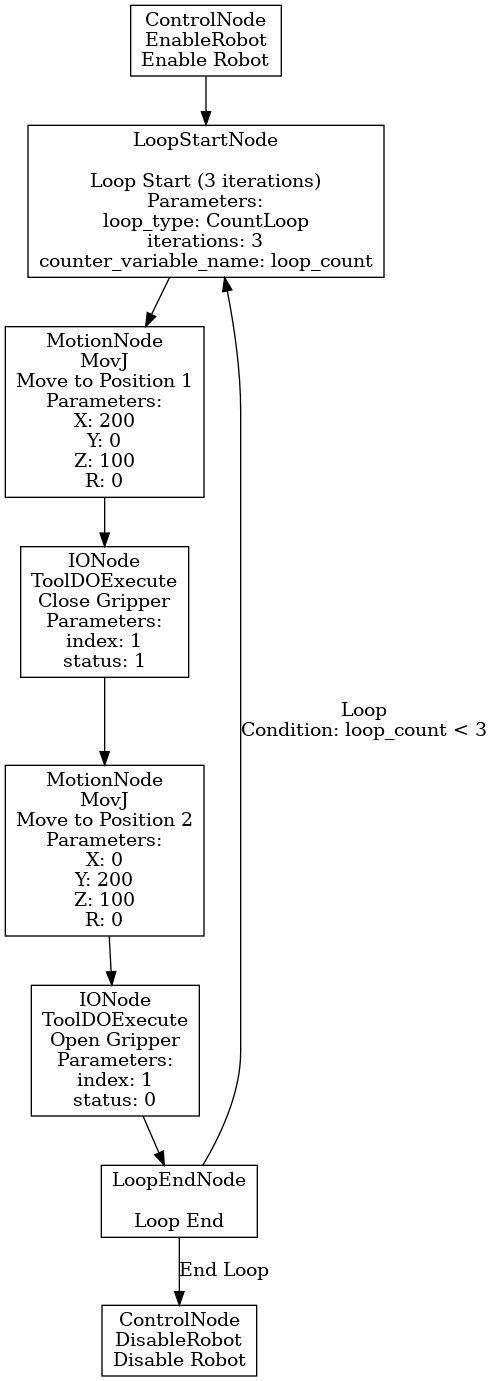 ControlNode
EnableRobot
Enable Robot
LoopStartNode
Loop Start (3 iterations)
Parameters:
loop_type: CountLoop
iterations: 3
counter_variable_name: loop_count
MotionNode
MovJ
Move to Position 1
Parameters:
X: 200
Y: 0
Z: 100
R: 0
IONode
ToolDOExecute
Close Gripper
Parameters:
index: 1
status: 1
Loop
Condition: loop_count < 3
MotionNode
MovJ
Move to Position 2
Parameters:
X: 0
Y: 200
Z: 100
R: 0
IONode
ToolDOExecute
Open Gripper
Parameters:
index: 1
status: 0
LoopEndNode
Loop End
End Loop
ControlNode
DisableRobot
Disable Robot